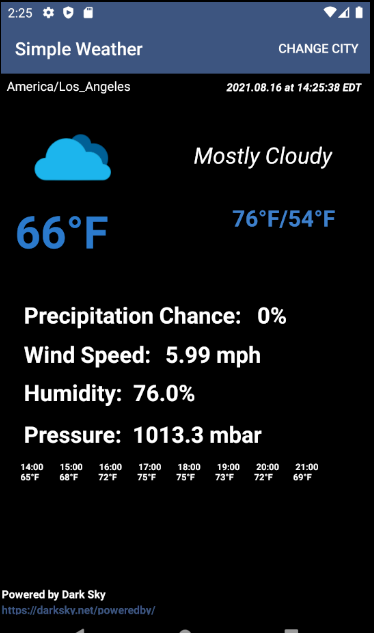 2:25
Simple Weather CHANGE CITY
America/Los_Angeles 2021.08.16 at 14:25:38 EDT
Mostly Cloudy
66°F 76°F/54°F
Precipitation Chance: 0%
Wind Speed: 5.99 mph
Humidity: 76.0%
Pressure: 1013.3 mbar
14:00 15:00 16:00 17:00 18:00 19:00 20:00 21:00
65°F 68°F 72°F 75°F 75°F 73°F 72°F 69°F
Powered by Dark Sky
https://darksky.net/poweredby/